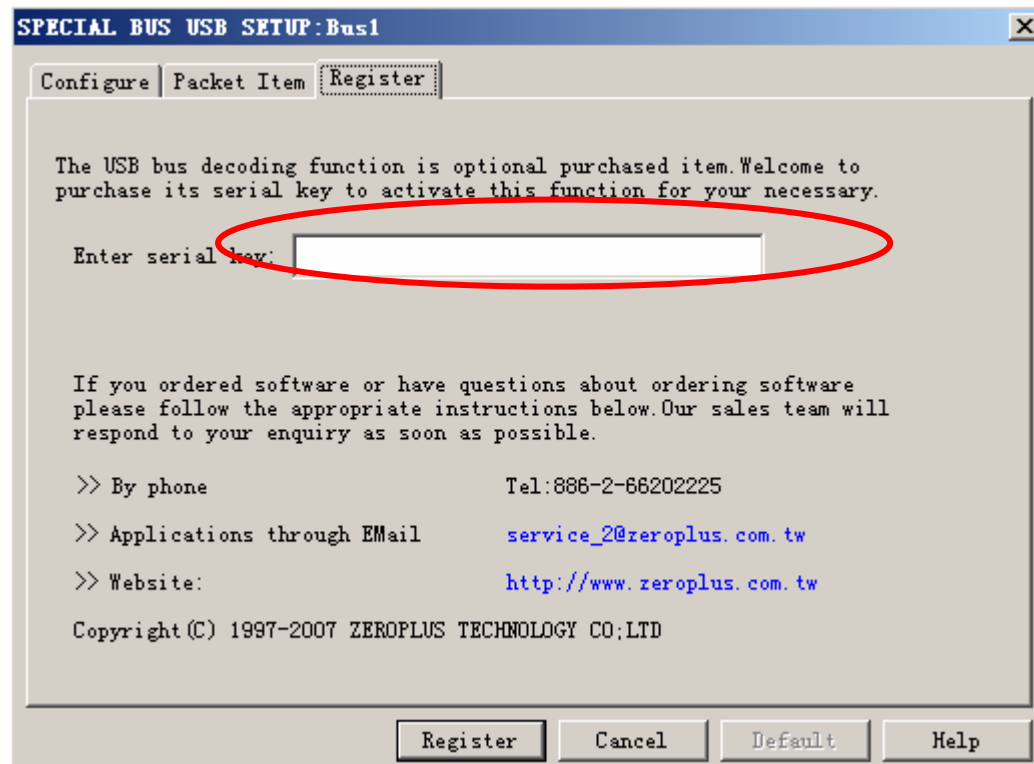 SPECIAL BUS USB SETUP:Bus1
Configure Packet Item Register
The USB bus decoding function is optional purchased item.Welcome to
purchase its serial key to activate this function for your necessary.
Enter serial key:
If you ordered software or have questions about ordering software
please follow the appropriate instructions below.Our sales team will
respond to your enquiry as soon as possible.
>> By phone Tel:886-2-66202225
>> Applications through EMail service_2@zeroplus.com.tw
>> Website: http://www.zeroplus.com.tw
Copyright(C) 1997-2007 ZEROPLUS TECHNOLOGY CO;LTD
Register Cancel Default Help